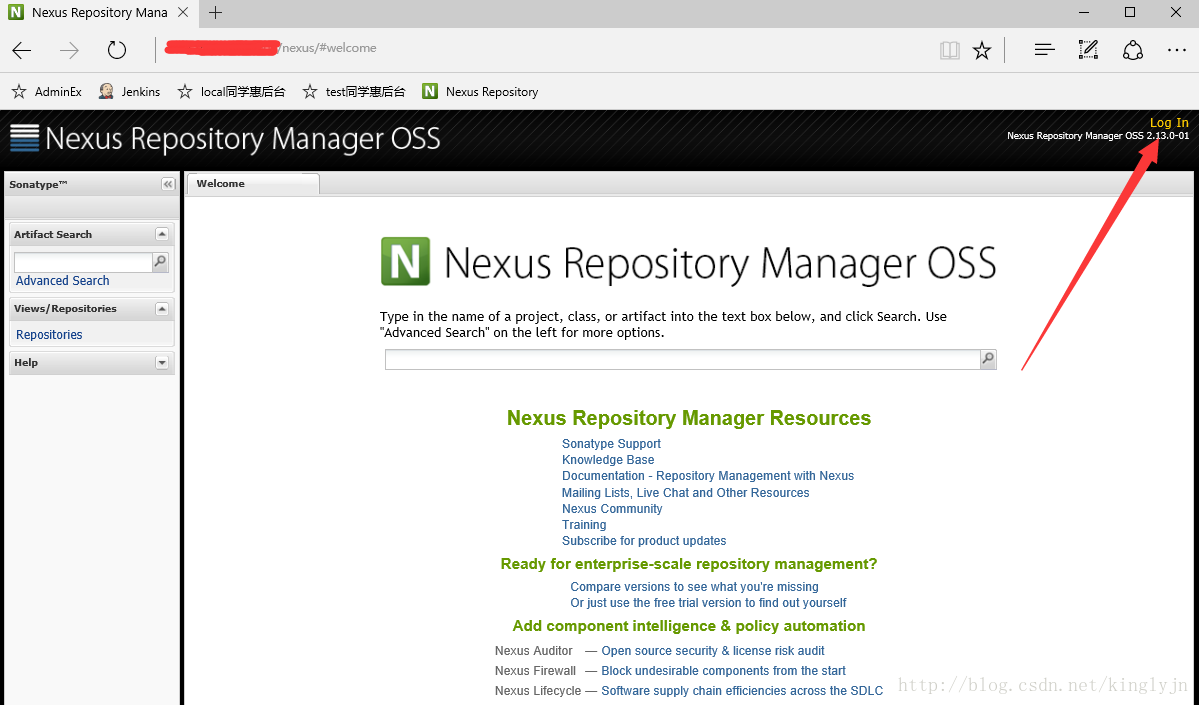 Nexus Repository Mana
/nexus/#welcome
AdminEx
Jenkins
local同学惠后台
test同学惠后台
Nexus Repository
Nexus Repository Manager OSS
Log In
Nexus Repository Manager OSS 2.13.0-01
Sonatype™
Welcome
Artifact Search
Advanced Search
Views/Repositories
Repositories
Help
Nexus Repository Manager OSS
Type in the name of a project, class, or artifact into the text box below, and click Search. Use
"Advanced Search" on the left for more options.
Nexus Repository Manager Resources
Sonatype Support
Knowledge Base
Documentation - Repository Management with Nexus
Mailing Lists, Live Chat and Other Resources
Nexus Community
Training
Subscribe for product updates
Ready for enterprise-scale repository management?
Compare versions to see what you're missing
Or just use the free trial version to find out yourself
Add component intelligence & policy automation
Nexus Auditor — Open source security & license risk audit
Nexus Firewall — Block undesirable components from the start
Nexus Lifecycle — Software supply chain efficiencies across the SDLC
http://blog.csdn.net/kinglyjn